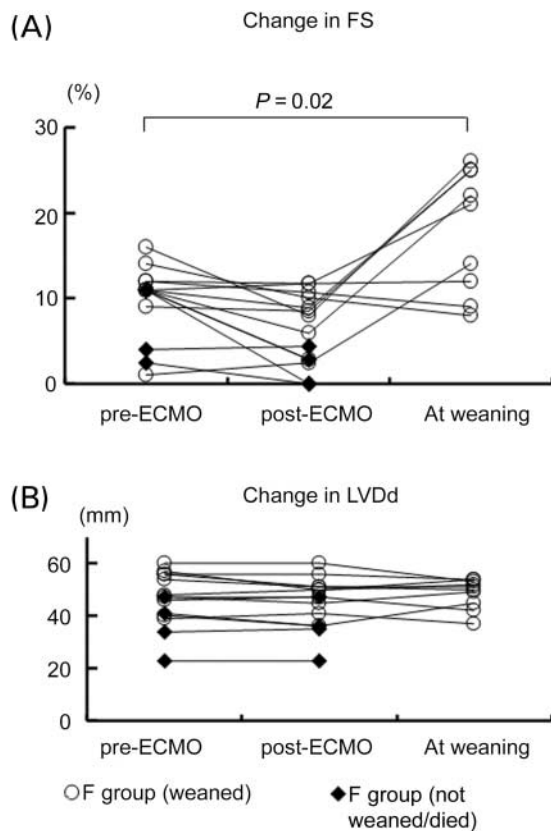 (A)
Change in FS
(%)
P = 0.02
30
20
10
0
pre-ECMO post-ECMO At weaning
(B)
Change in LVDd
(mm)
60
40
20
0
pre-ECMO post-ECMO At weaning
F group (weaned)
F group (not
weaned/died)